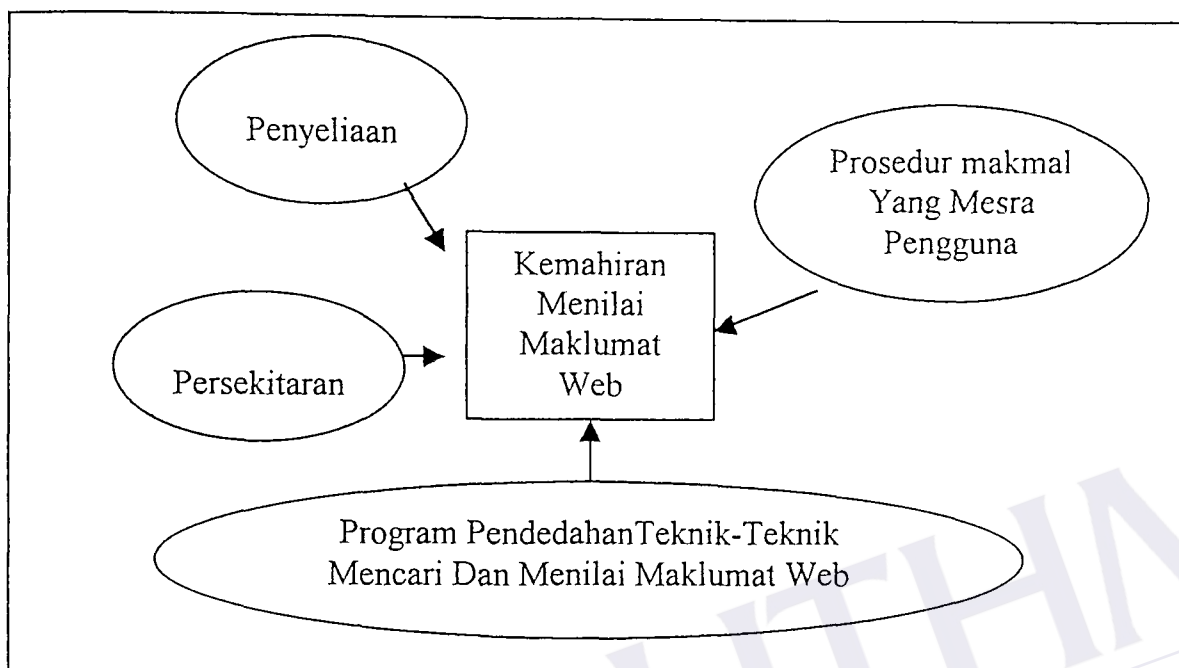 Penyeliaan
Prosedur makmal
Yang Mesra
Pengguna
Kemahiran
Menilai
Maklumat
Web
Persekitaran
Program PendedahanTeknik-Teknik
Mencari Dan Menilai Maklumat Web
UTHM